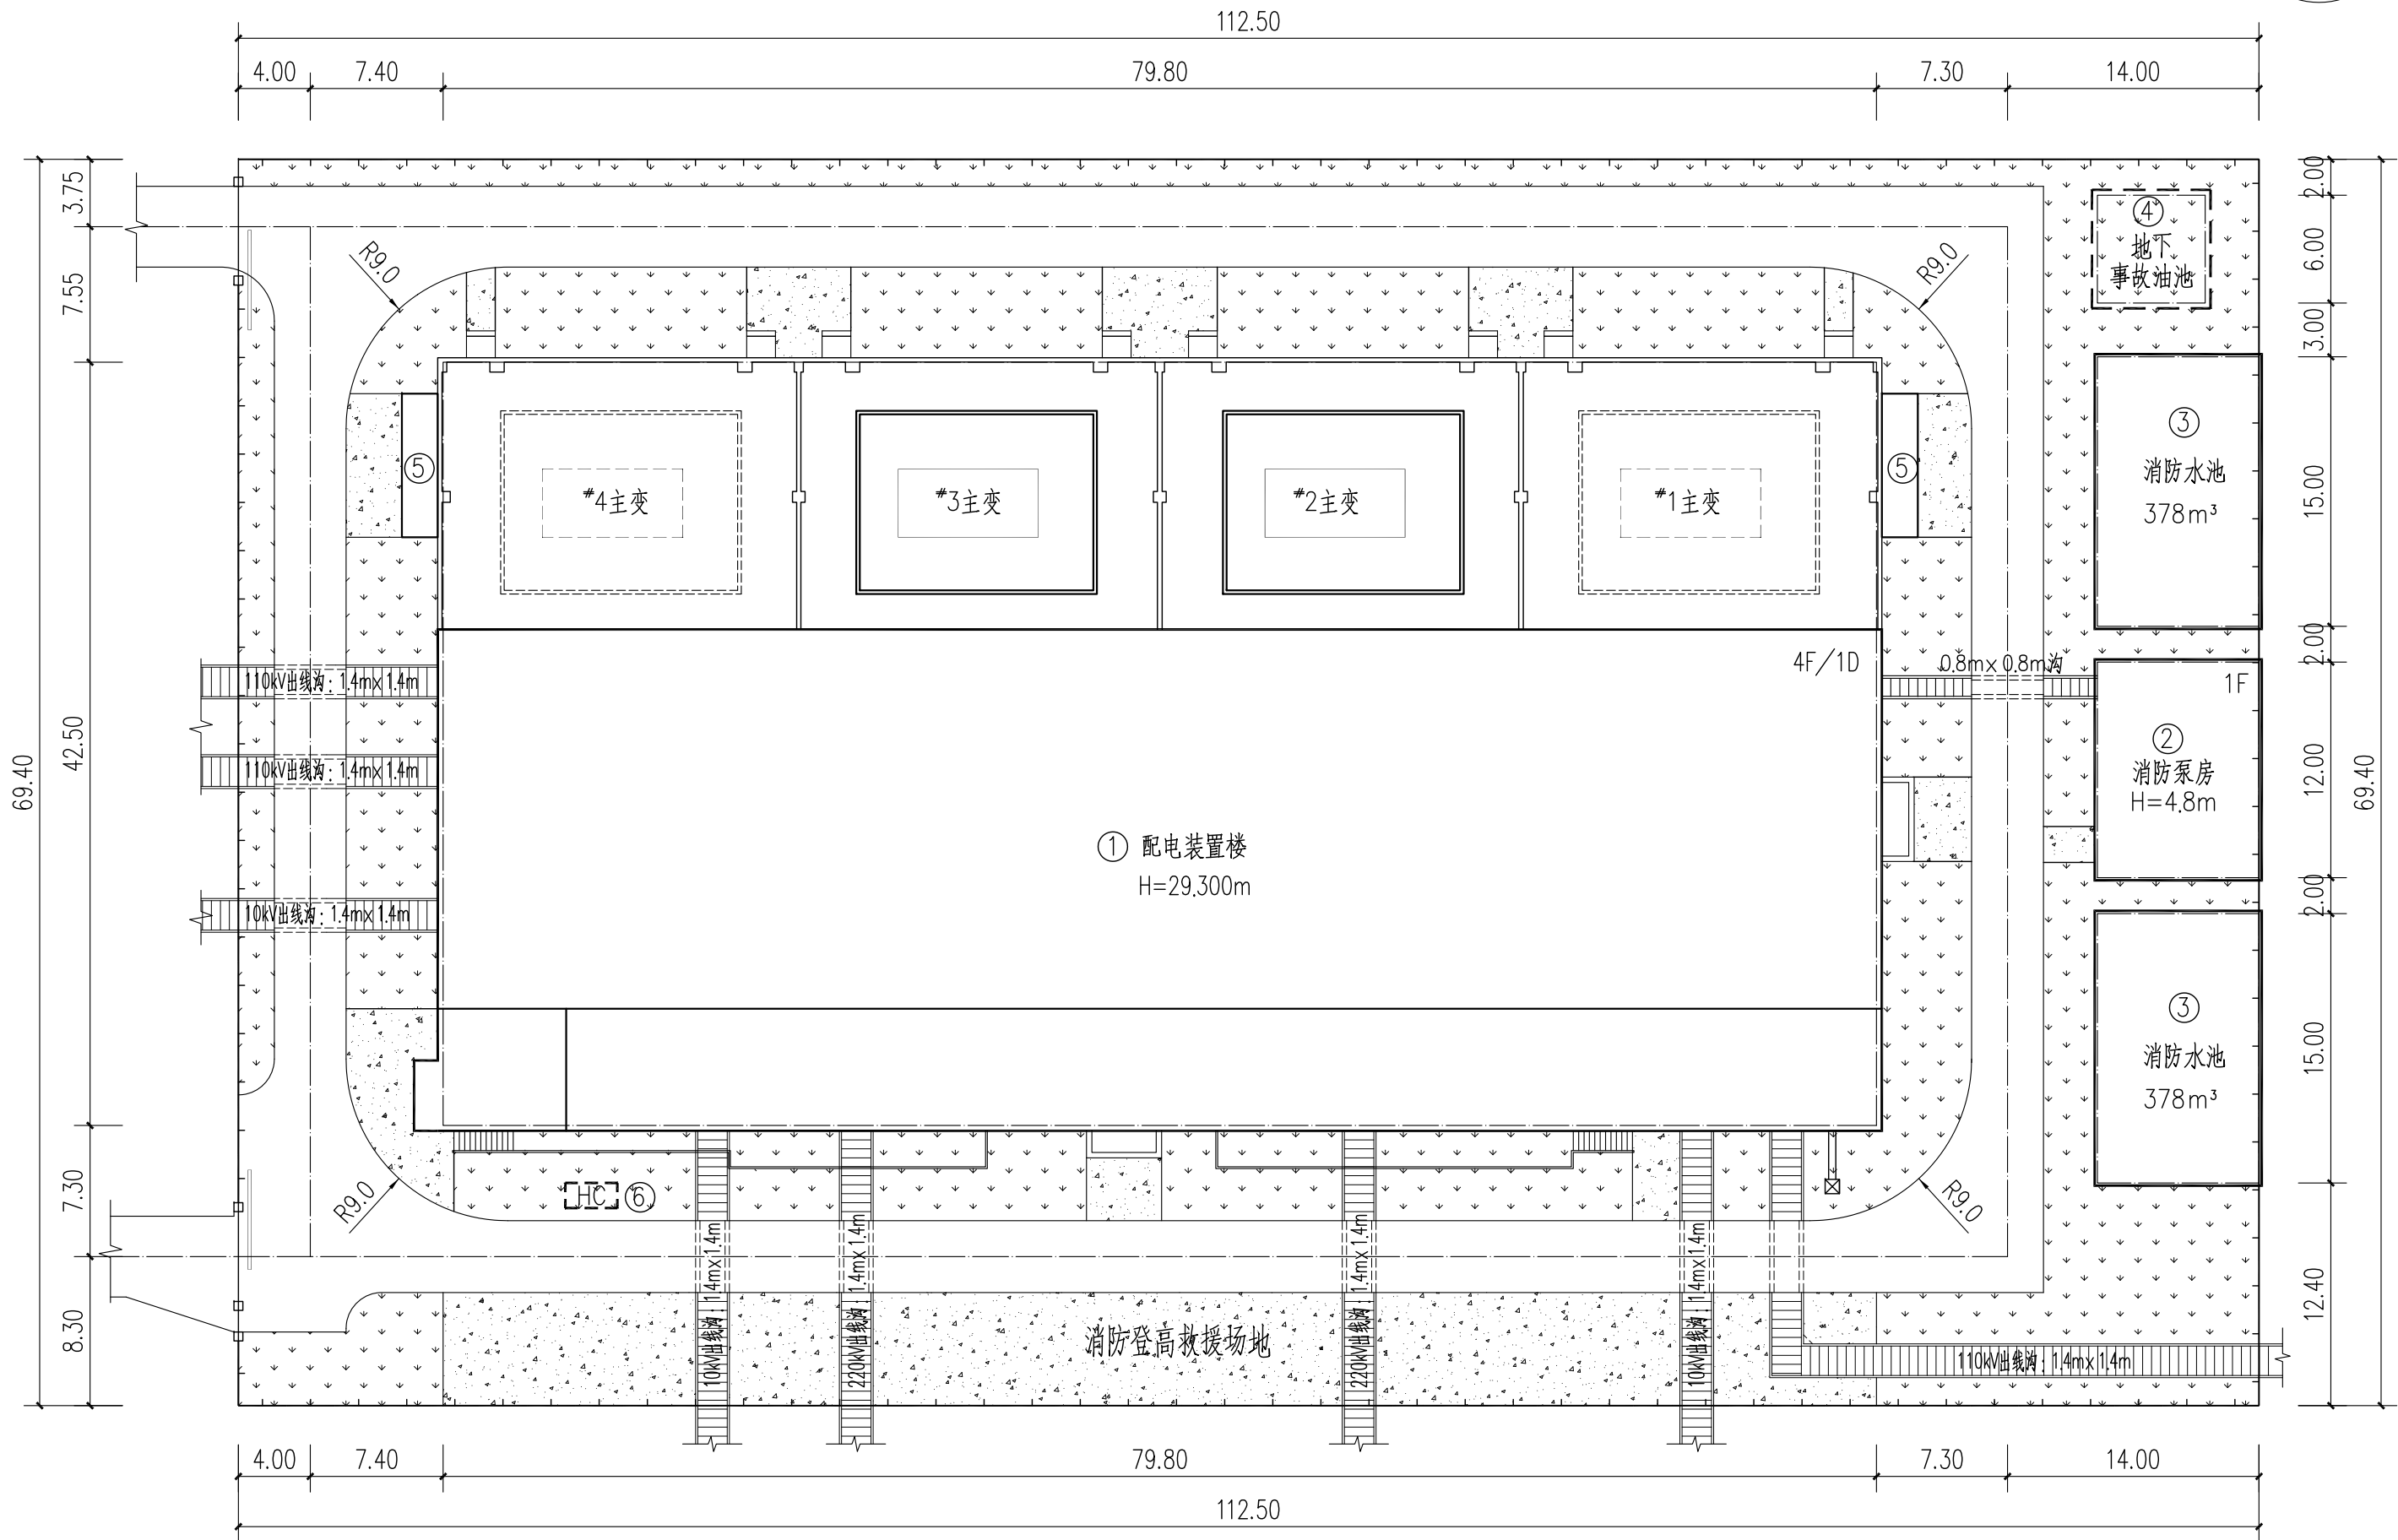 112.50
4.00
7.40
79.80
7.30
14.00
3.75
7.55
42.50
69.40
7.30
8.30
2.00
6.00
3.00
15.00
2.00
12.00
2.00
15.00
12.40
69.40
R9.0
R9.0
④
地下
事故油池
⑤
#4主变
#3主变
#2主变
#1主变
⑤
③
消防水池
378m³
4F/1D
0.8m×0.8m沟
1F
110kV出线沟：1.4m×1.4m
110kV出线沟：1.4m×1.4m
②
消防泵房
H=4.8m
① 配电装置楼
H=29.300m
10kV出线沟：1.4m×1.4m
③
消防水池
378m³
R9.0
HC ⑥
R9.0
10kV出线沟：1.4m×1.4m
220kV出线沟：1.4m×1.4m
220kV出线沟：1.4m×1.4m
10kV出线沟：1.4m×1.4m
消防登高救援场地
110kV出线沟：1.4m×1.4m
4.00
7.40
79.80
7.30
14.00
112.50